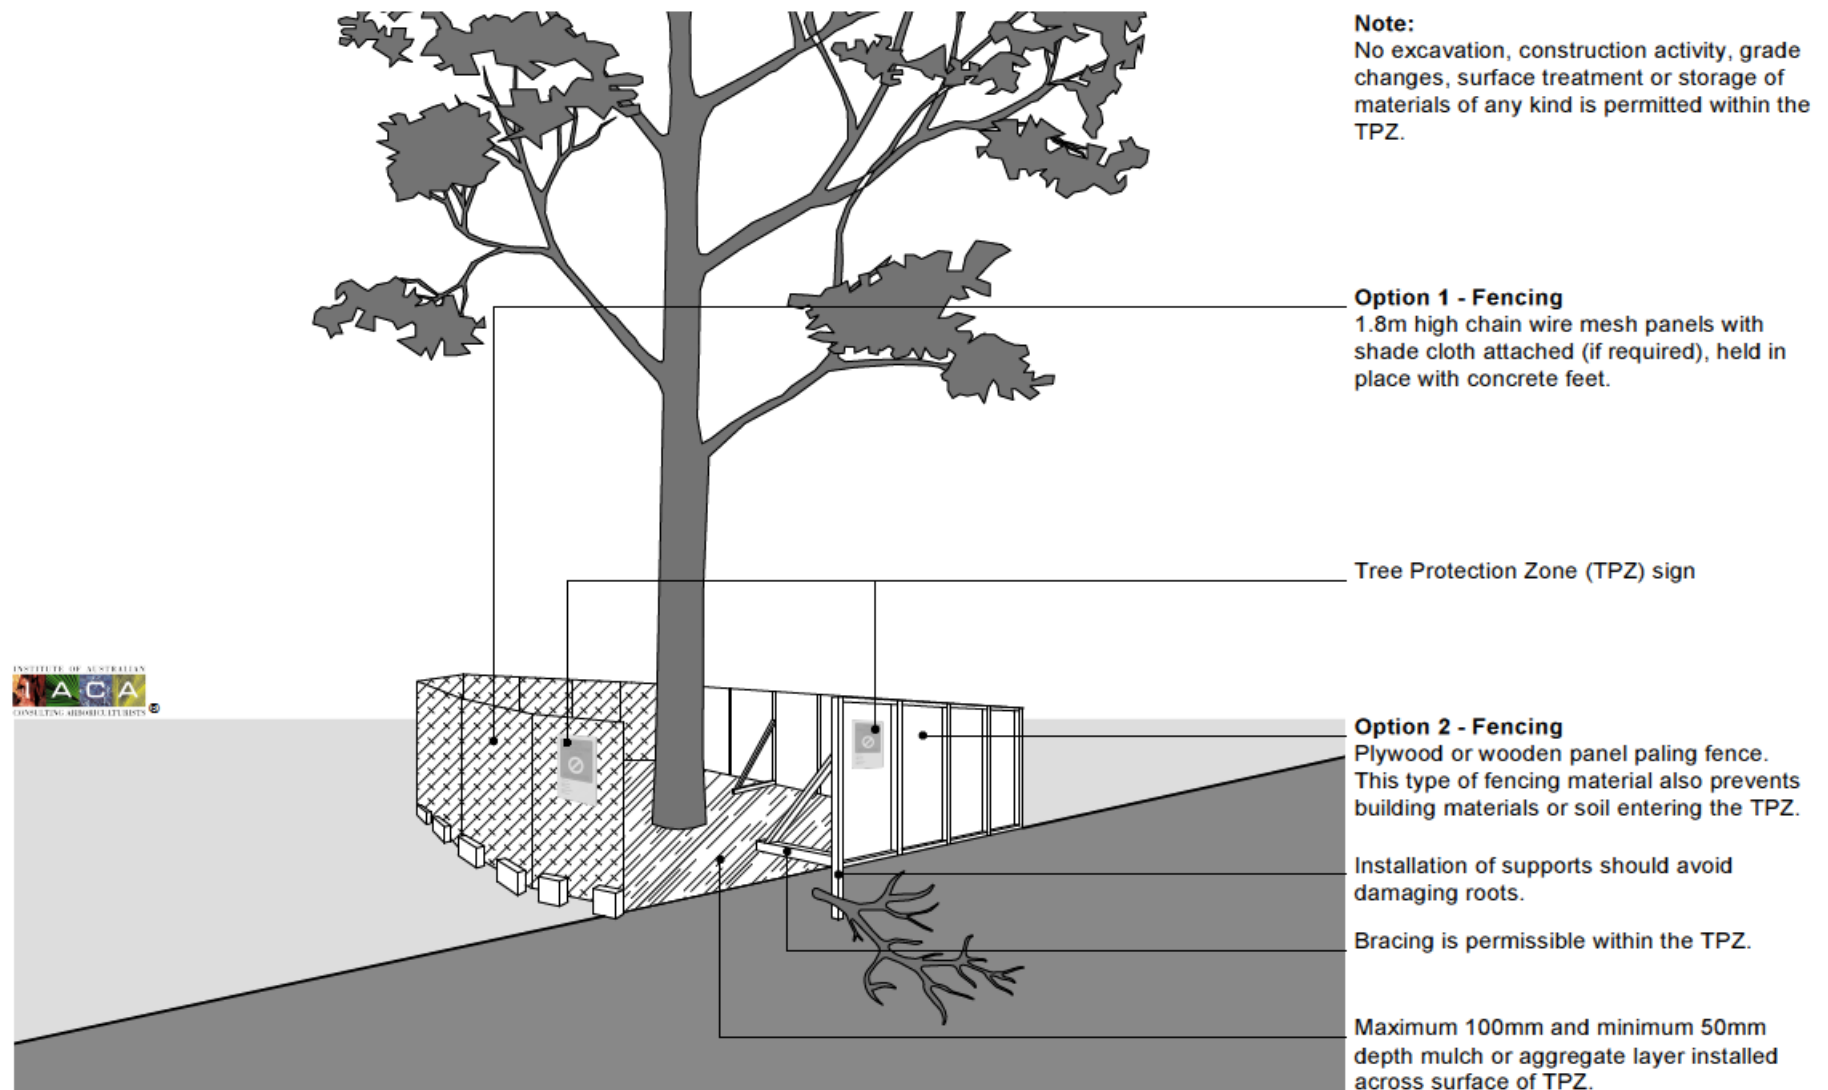 Note:
No excavation, construction activity, grade
changes, surface treatment or storage of
materials of any kind is permitted within the
TPZ.
Option 1 - Fencing
1.8m high chain wire mesh panels with
shade cloth attached (if required), held in
place with concrete feet.
Tree Protection Zone (TPZ) sign
INSTITUTE OF AUSTRALIAN
IACA
CONSULTING ARBORICULTURISTS
Option 2 - Fencing
Plywood or wooden panel paling fence.
This type of fencing material also prevents
building materials or soil entering the TPZ.
Installation of supports should avoid
damaging roots.
Bracing is permissible within the TPZ.
Maximum 100mm and minimum 50mm
depth mulch or aggregate layer installed
across surface of TPZ.